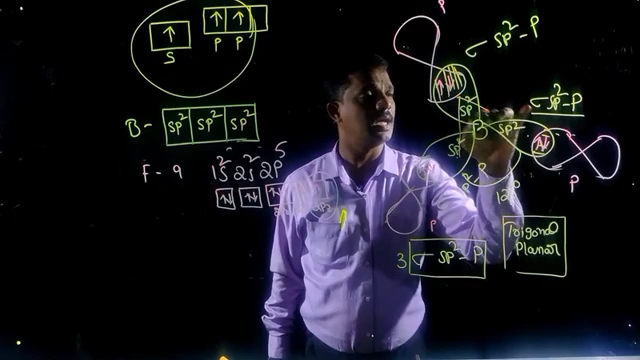 S P P
B - SP² SP² SP²
F - 9 1S² 2S² 2P⁵
P
σ SP² - P
σ SP² - P
SP²
B SP²
SP²
P
P
P
120
3 σ SP² - P
Trigonal
Planar